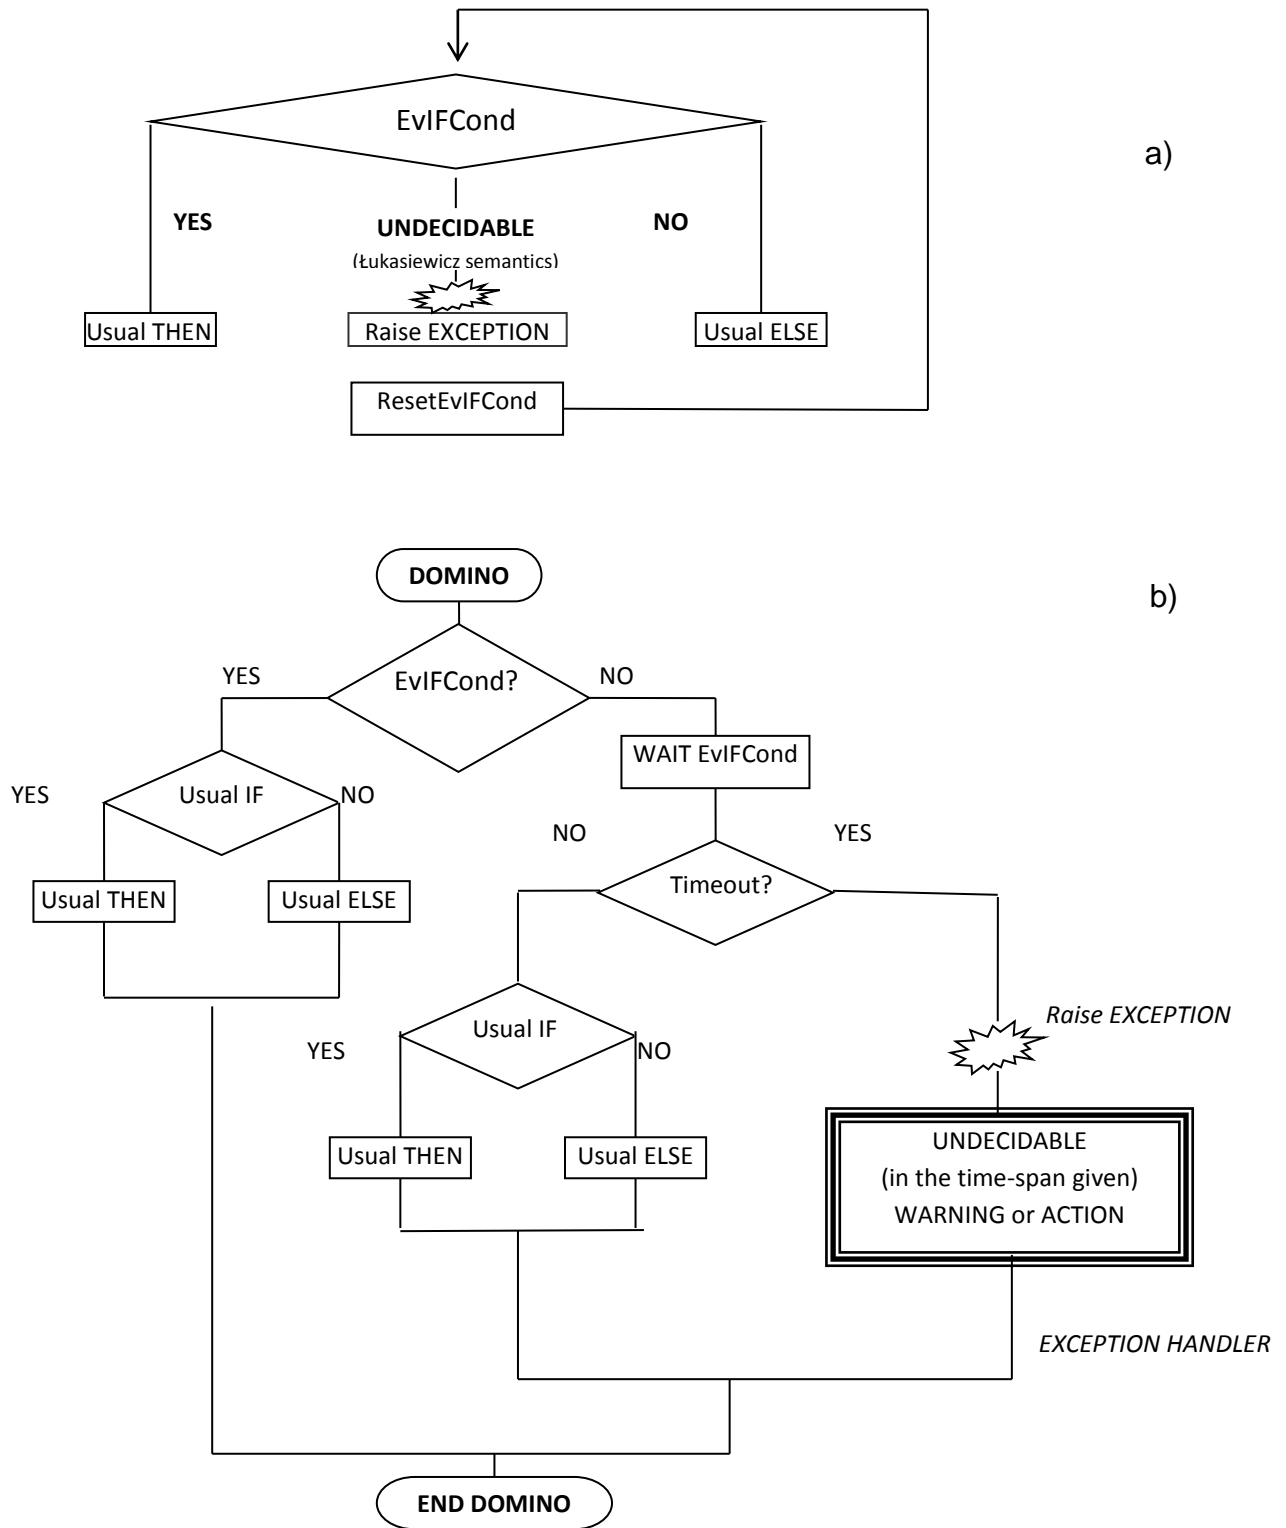 EvIFCond
a)
YES
UNDECIDABLE
NO
(Łukasiewicz semantics)
Usual THEN
Raise EXCEPTION
Usual ELSE
ResetEvIFCond
DOMINO
b)
YES
EvIFCond?
NO
WAIT EvIFCond
YES
Usual IF
NO
NO
YES
Timeout?
Usual THEN
Usual ELSE
Raise EXCEPTION
Usual IF
YES
NO
UNDECIDABLE
(in the time-span given)
WARNING or ACTION
Usual THEN
Usual ELSE
EXCEPTION HANDLER
END DOMINO